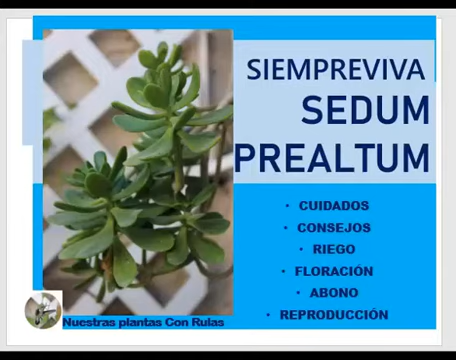 SIEMPREVIVA
SEDUM
PREALTUM
• CUIDADOS
• CONSEJOS
• RIEGO
• FLORACIÓN
• ABONO
• REPRODUCCIÓN
Nuestras plantas Con Rulas